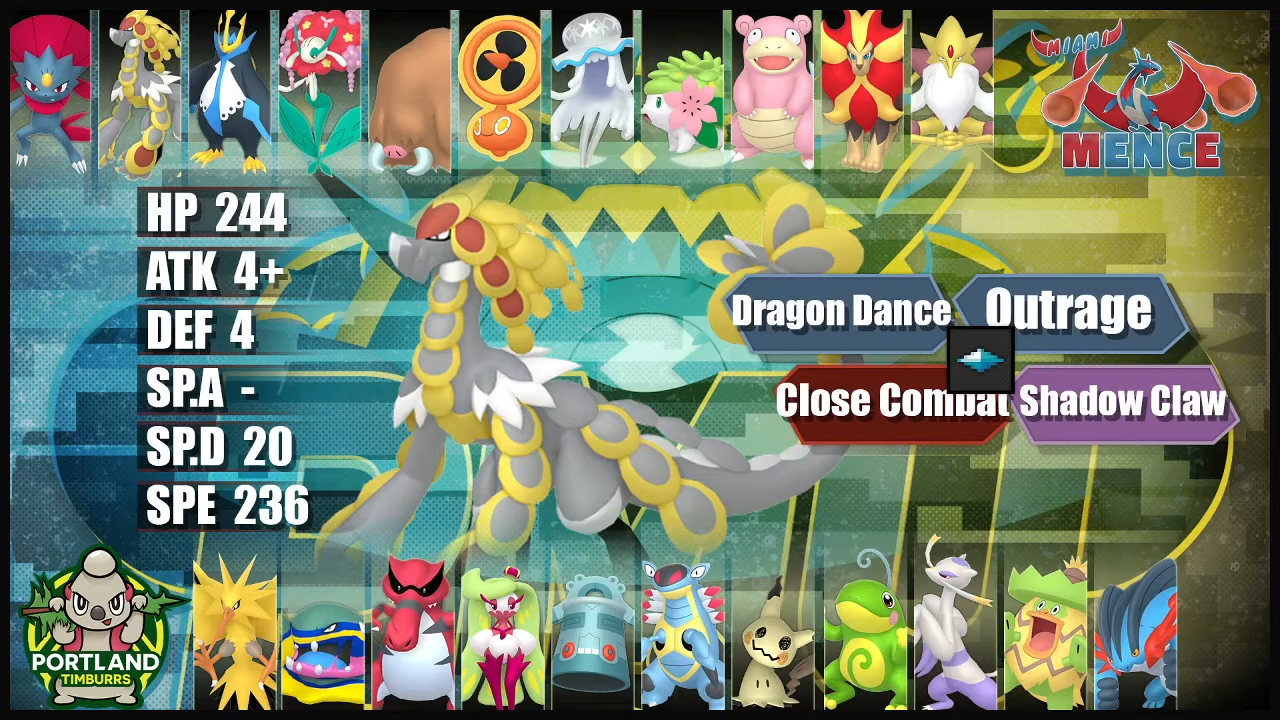 MIAMI
MENCE
HP 244
ATK 4+
DEF 4
SP.A -
SP.D 20
SPE 236
Dragon Dance
Outrage
Close Combat
Shadow Claw
PORTLAND
TIMBURRS